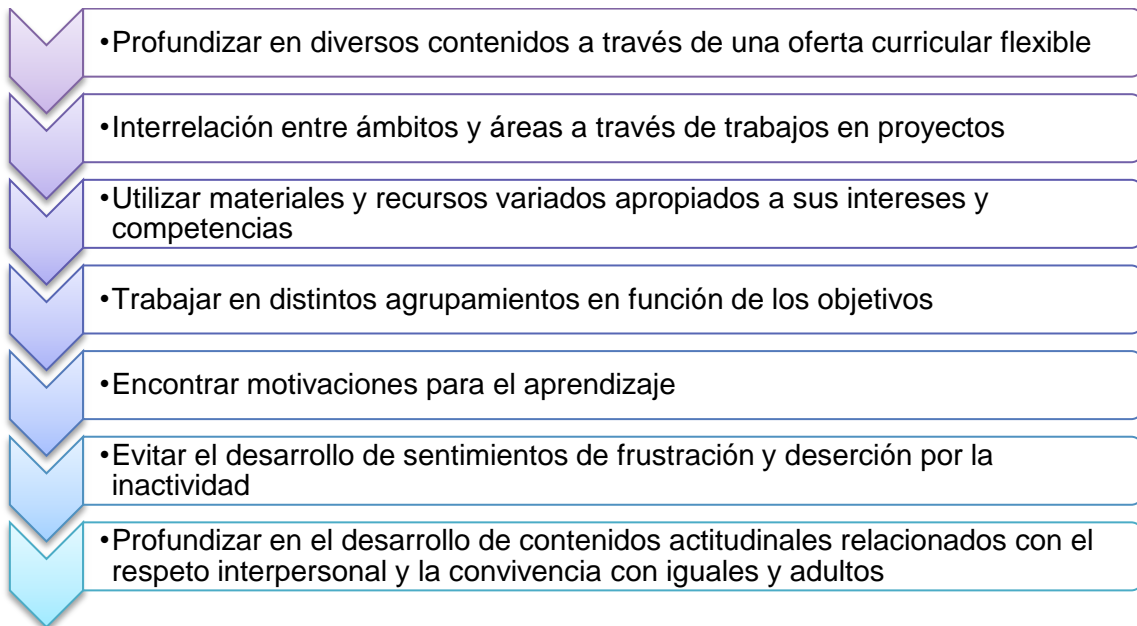 •Profundizar en diversos contenidos a través de una oferta curricular flexible
•Interrelación entre ámbitos y áreas a través de trabajos en proyectos
•Utilizar materiales y recursos variados apropiados a sus intereses y
competencias
•Trabajar en distintos agrupamientos en función de los objetivos
•Encontrar motivaciones para el aprendizaje
•Evitar el desarrollo de sentimientos de frustración y deserción por la
inactividad
•Profundizar en el desarrollo de contenidos actitudinales relacionados con el
respeto interpersonal y la convivencia con iguales y adultos